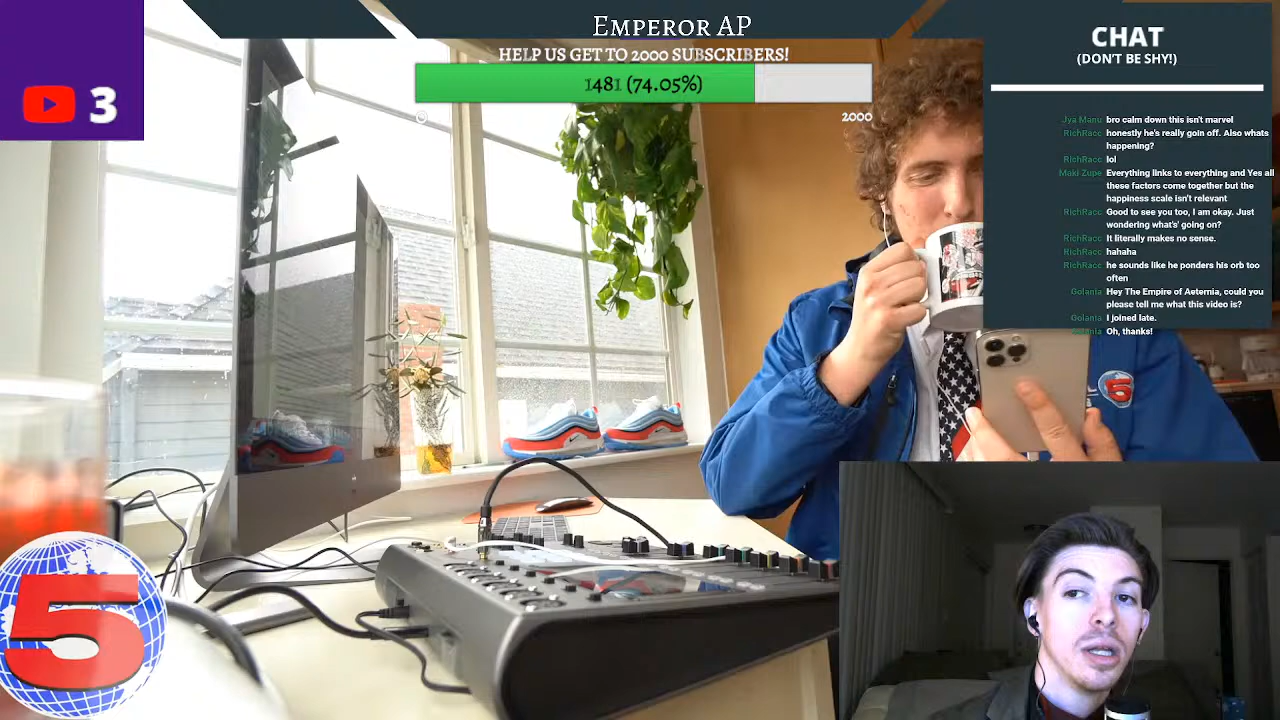 EMPEROR AP
HELP US GET TO 2000 SUBSCRIBERS!
1481 (74.05%)
2000
3
CHAT
(DON'T BE SHY!)
Jya Manu bro calm down this isn't marvel
RichRacc honestly he's really goin off. Also whats
happening?
RichRacc lol
Maki Zupe Everything links to everything and Yes all
these factors come together but the
happiness scale isn't relevant
RichRacc Good to see you too, I am okay. Just
wondering what's' going on?
RichRacc It literally makes no sense.
RichRacc hahaha
RichRacc he sounds like he ponders his orb too
often
Golania Hey The Empire of Aeternia, could you
please tell me what this video is?
Golania I joined late.
Golania Oh, thanks!
5
5